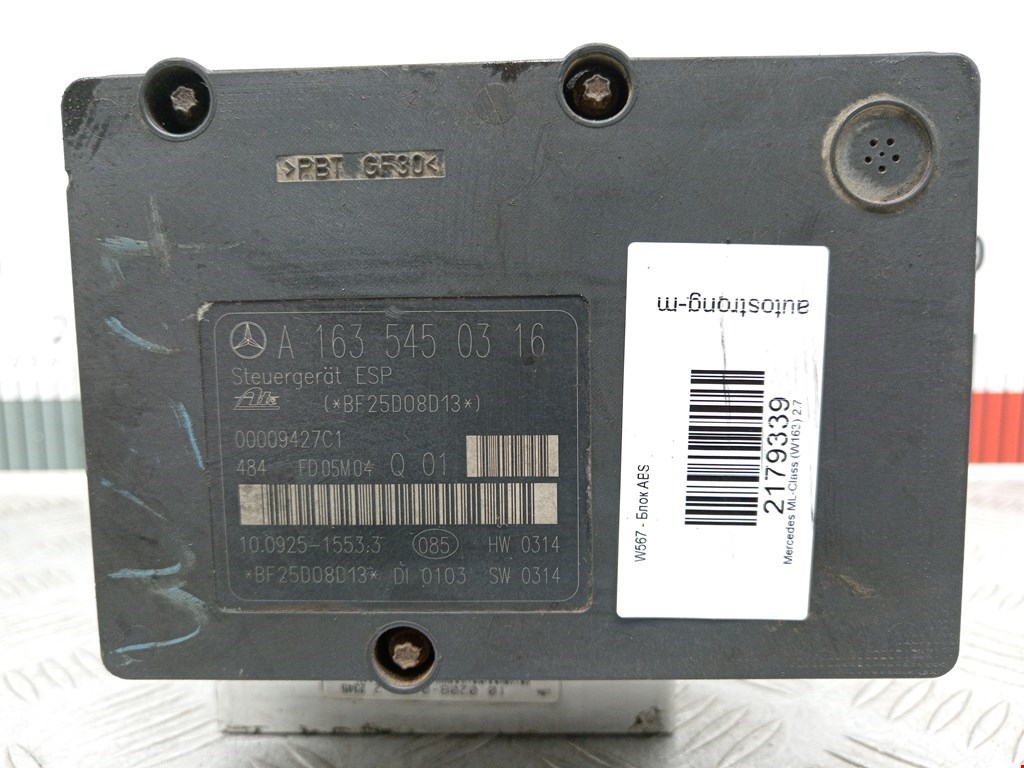 >PBT GF30<
A 163 545 03 16
Steuergerät ESP
Ate (*BF25D08D13*)
00009427C1
484 FD05M04 Q 01
10.0925-1553.3 085 HW 0314
*BF25D08D13* DI 0103 SW 0314
autostrong-m
W567 - Блок ABS
2179339
Mercedes ML-Class (W163) 2.7